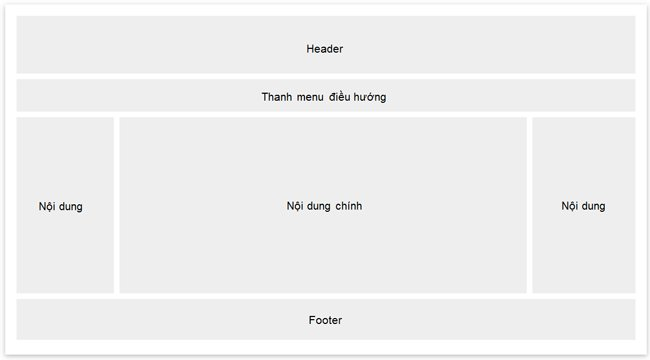 Header
Thanh menu điều hướng
Nội dung
Nội dung chính
Nội dung
Footer